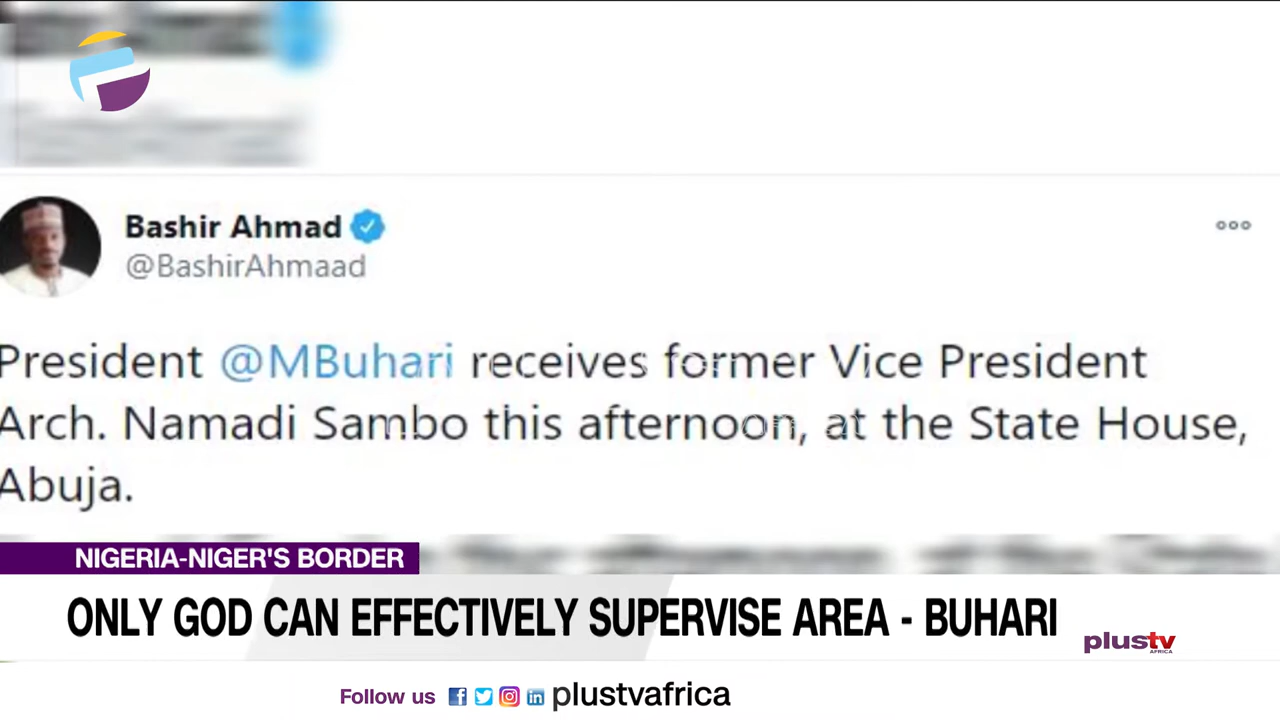 Bashir Ahmad
@BashirAhmaad
President @MBuhari receives former Vice President
Arch. Namadi Sambo this afternoon, at the State House,
Abuja.
NIGERIA-NIGER'S BORDER
ONLY GOD CAN EFFECTIVELY SUPERVISE AREA - BUHARI
plustv
AFRICA
Follow us plustvafrica